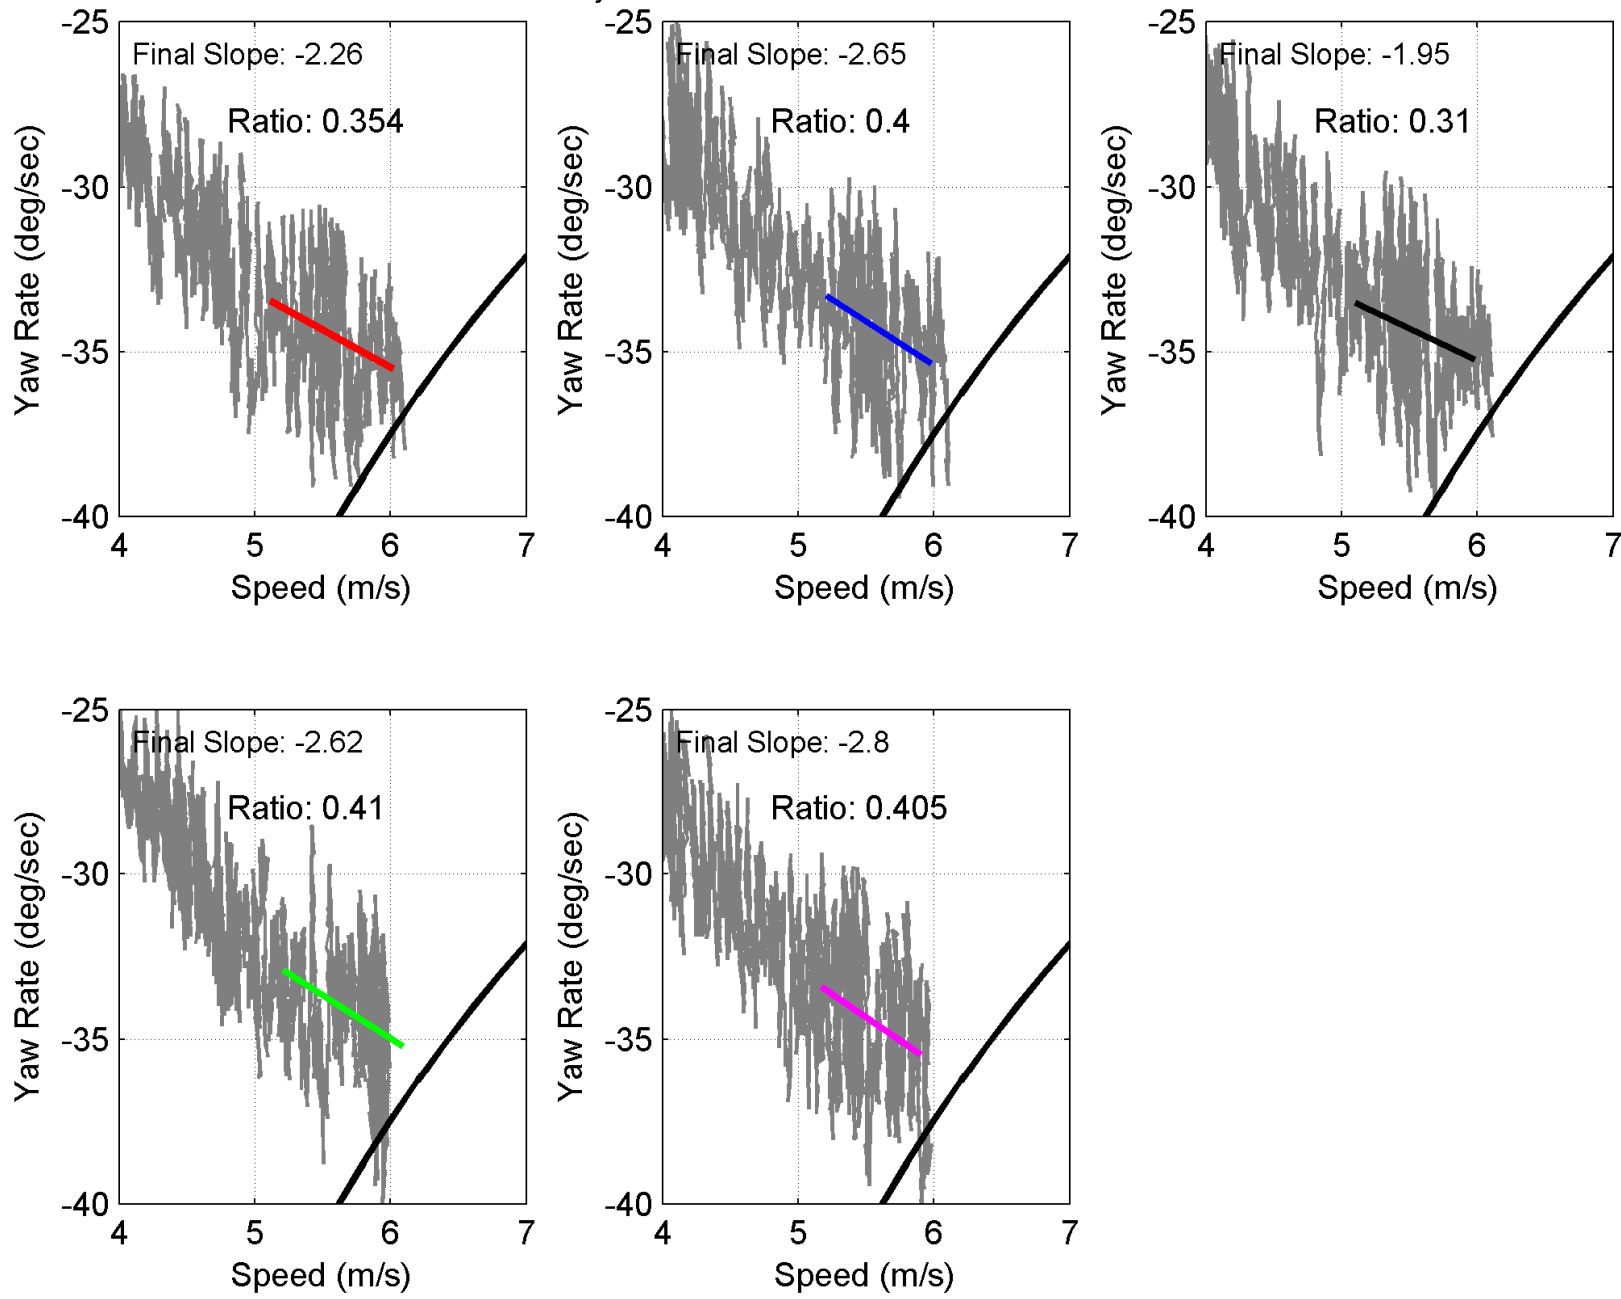 Final Slope: -2.26
Ratio: 0.354
-25
-30
-35
-40
4 5 6 7
Yaw Rate (deg/sec)
Speed (m/s)
Final Slope: -2.65
Ratio: 0.4
-25
-30
-35
-40
4 5 6 7
Yaw Rate (deg/sec)
Speed (m/s)
Final Slope: -1.95
Ratio: 0.31
-25
-30
-35
-40
4 5 6 7
Yaw Rate (deg/sec)
Speed (m/s)
Final Slope: -2.62
Ratio: 0.41
-25
-30
-35
-40
4 5 6 7
Yaw Rate (deg/sec)
Speed (m/s)
Final Slope: -2.8
Ratio: 0.405
-25
-30
-35
-40
4 5 6 7
Yaw Rate (deg/sec)
Speed (m/s)